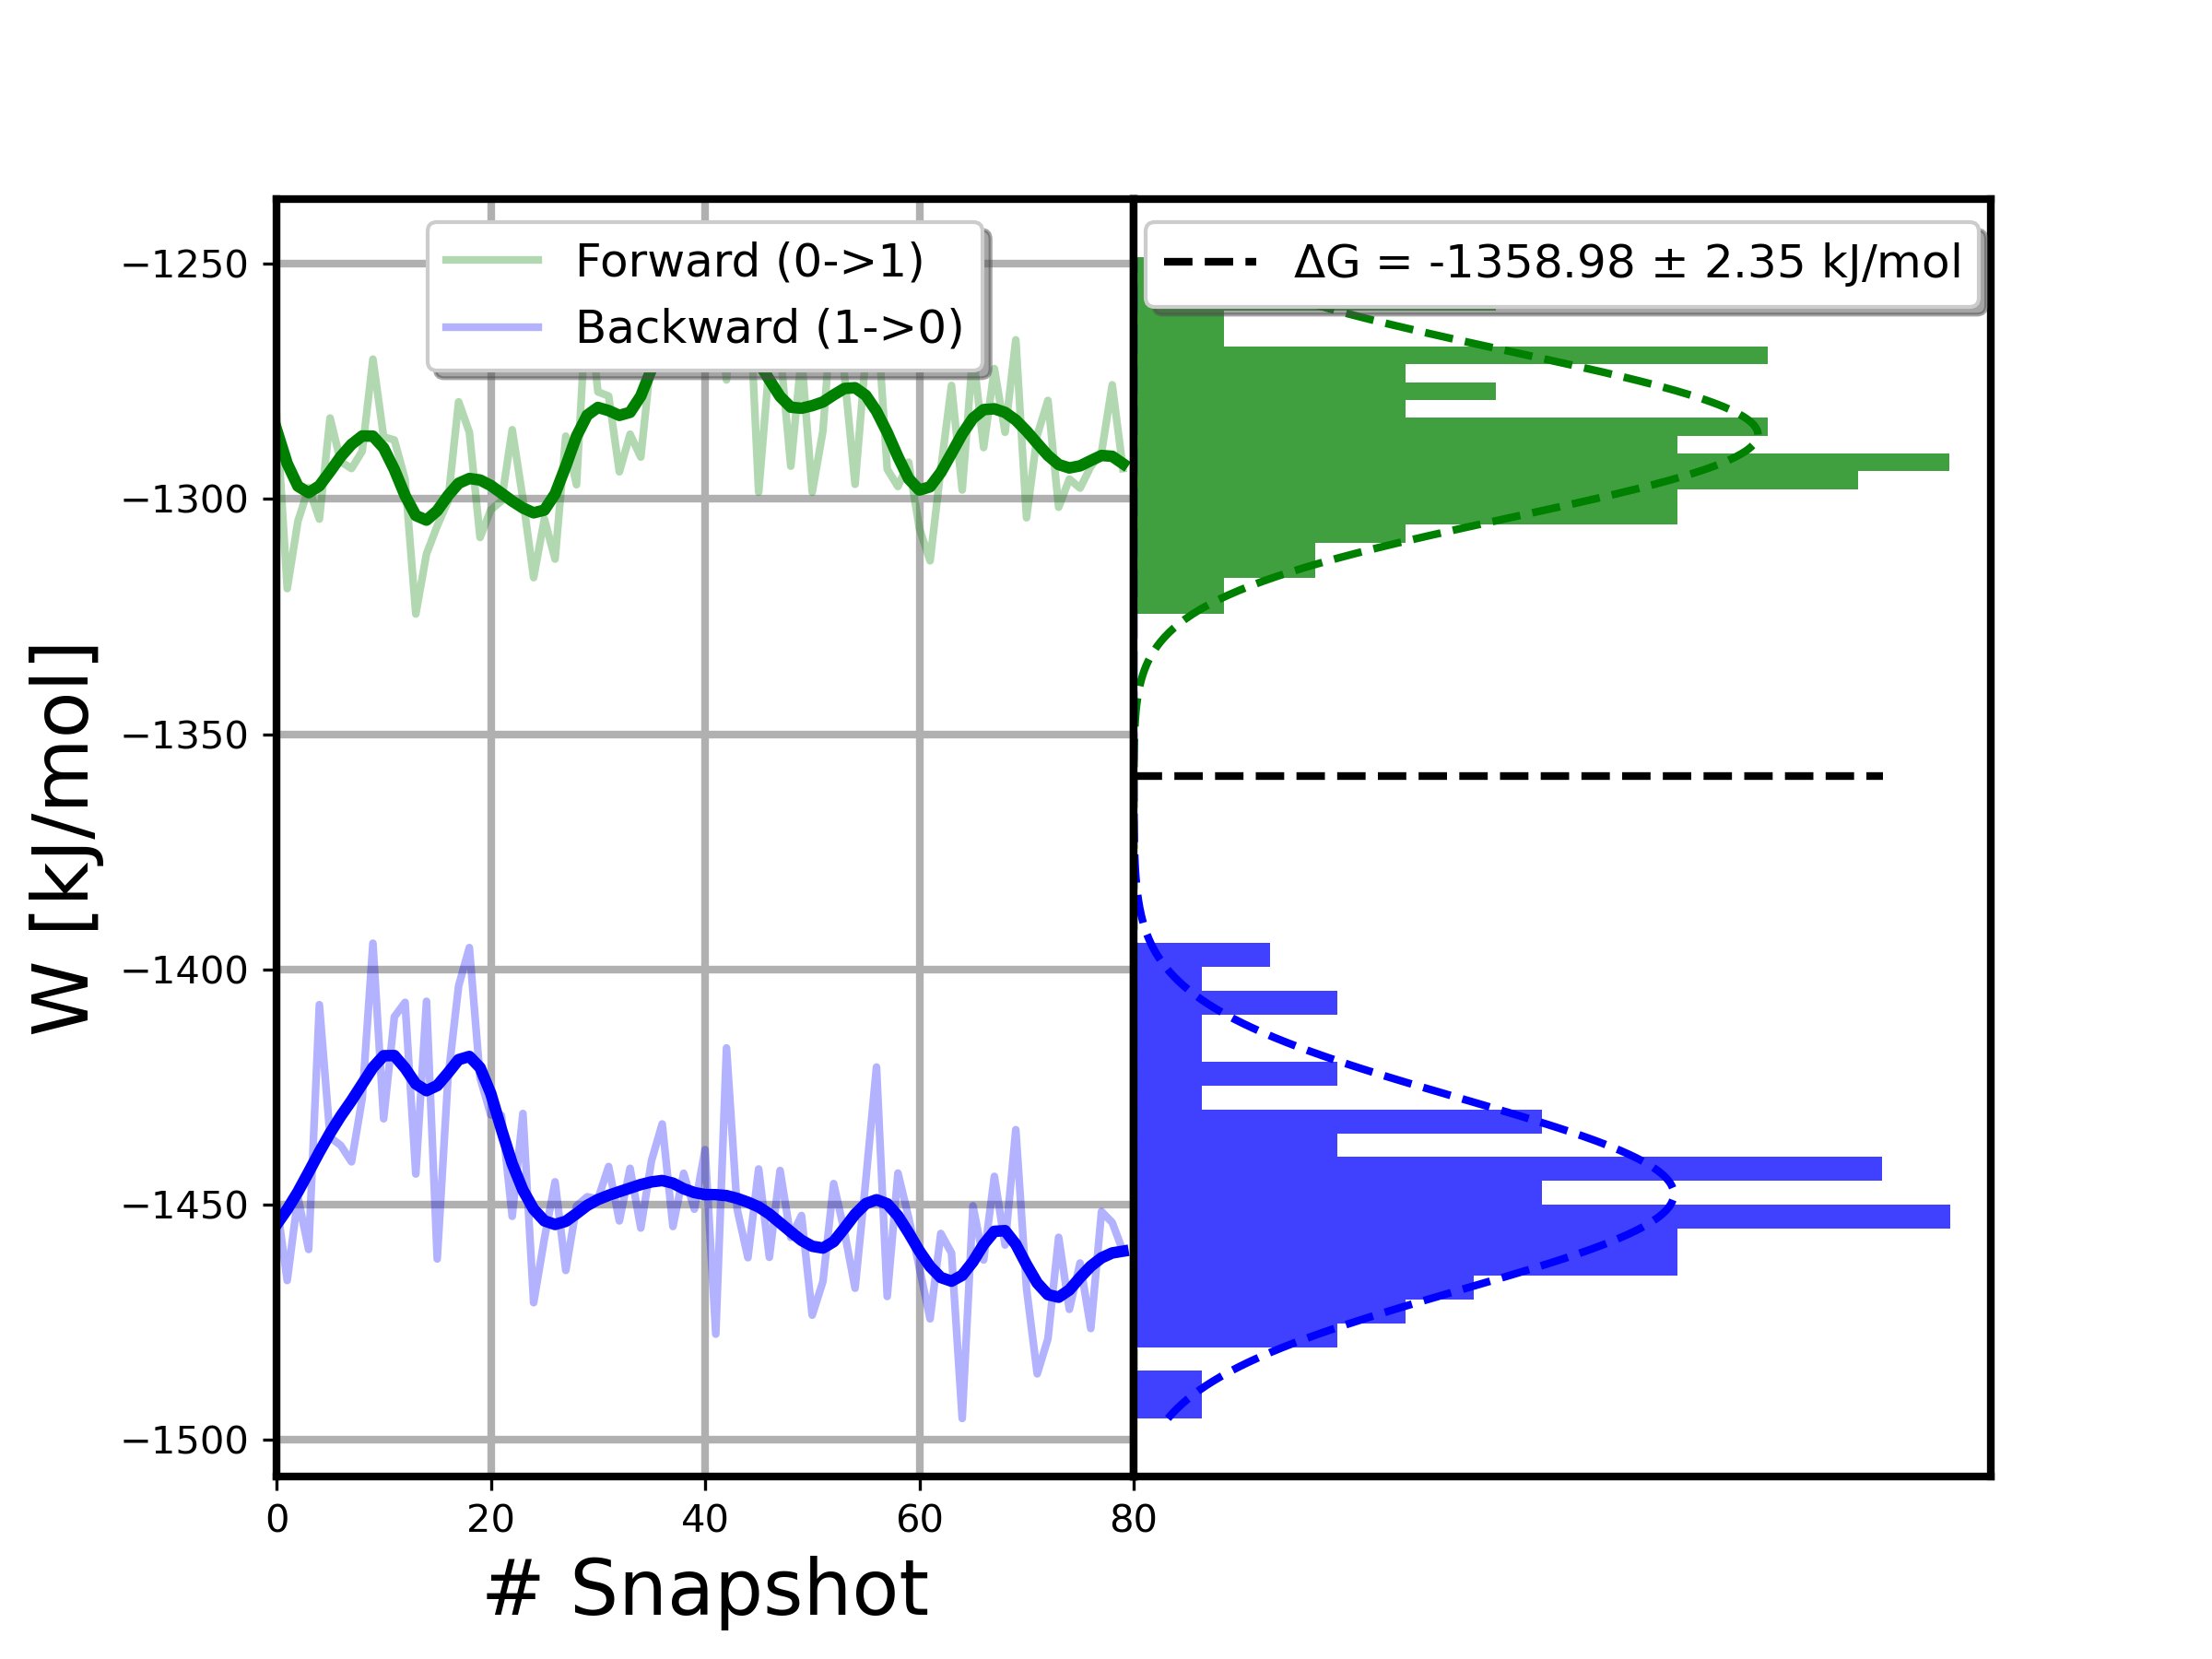 Forward (0->1)
Backward (1->0)
ΔG = -1358.98 ± 2.35 kJ/mol
W [kJ/mol]
−1250
−1300
−1350
−1400
−1450
−1500
0 20 40 60 80
# Snapshot